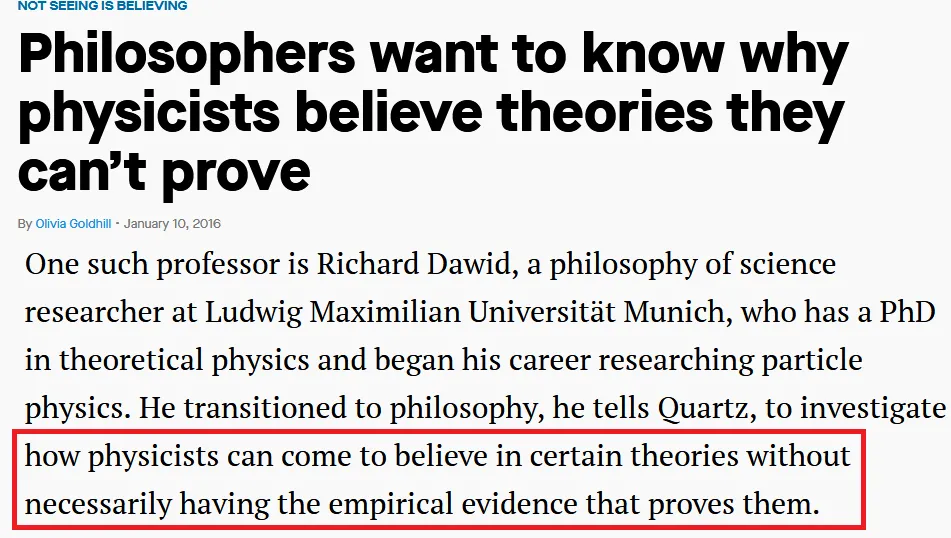 NOT SEEING IS BELIEVING
Philosophers want to know why
physicists believe theories they
can’t prove
By Olivia Goldhill · January 10, 2016
One such professor is Richard Dawid, a philosophy of science
researcher at Ludwig Maximilian Universität Munich, who has a PhD
in theoretical physics and began his career researching particle
physics. He transitioned to philosophy, he tells Quartz, to investigate
how physicists can come to believe in certain theories without
necessarily having the empirical evidence that proves them.